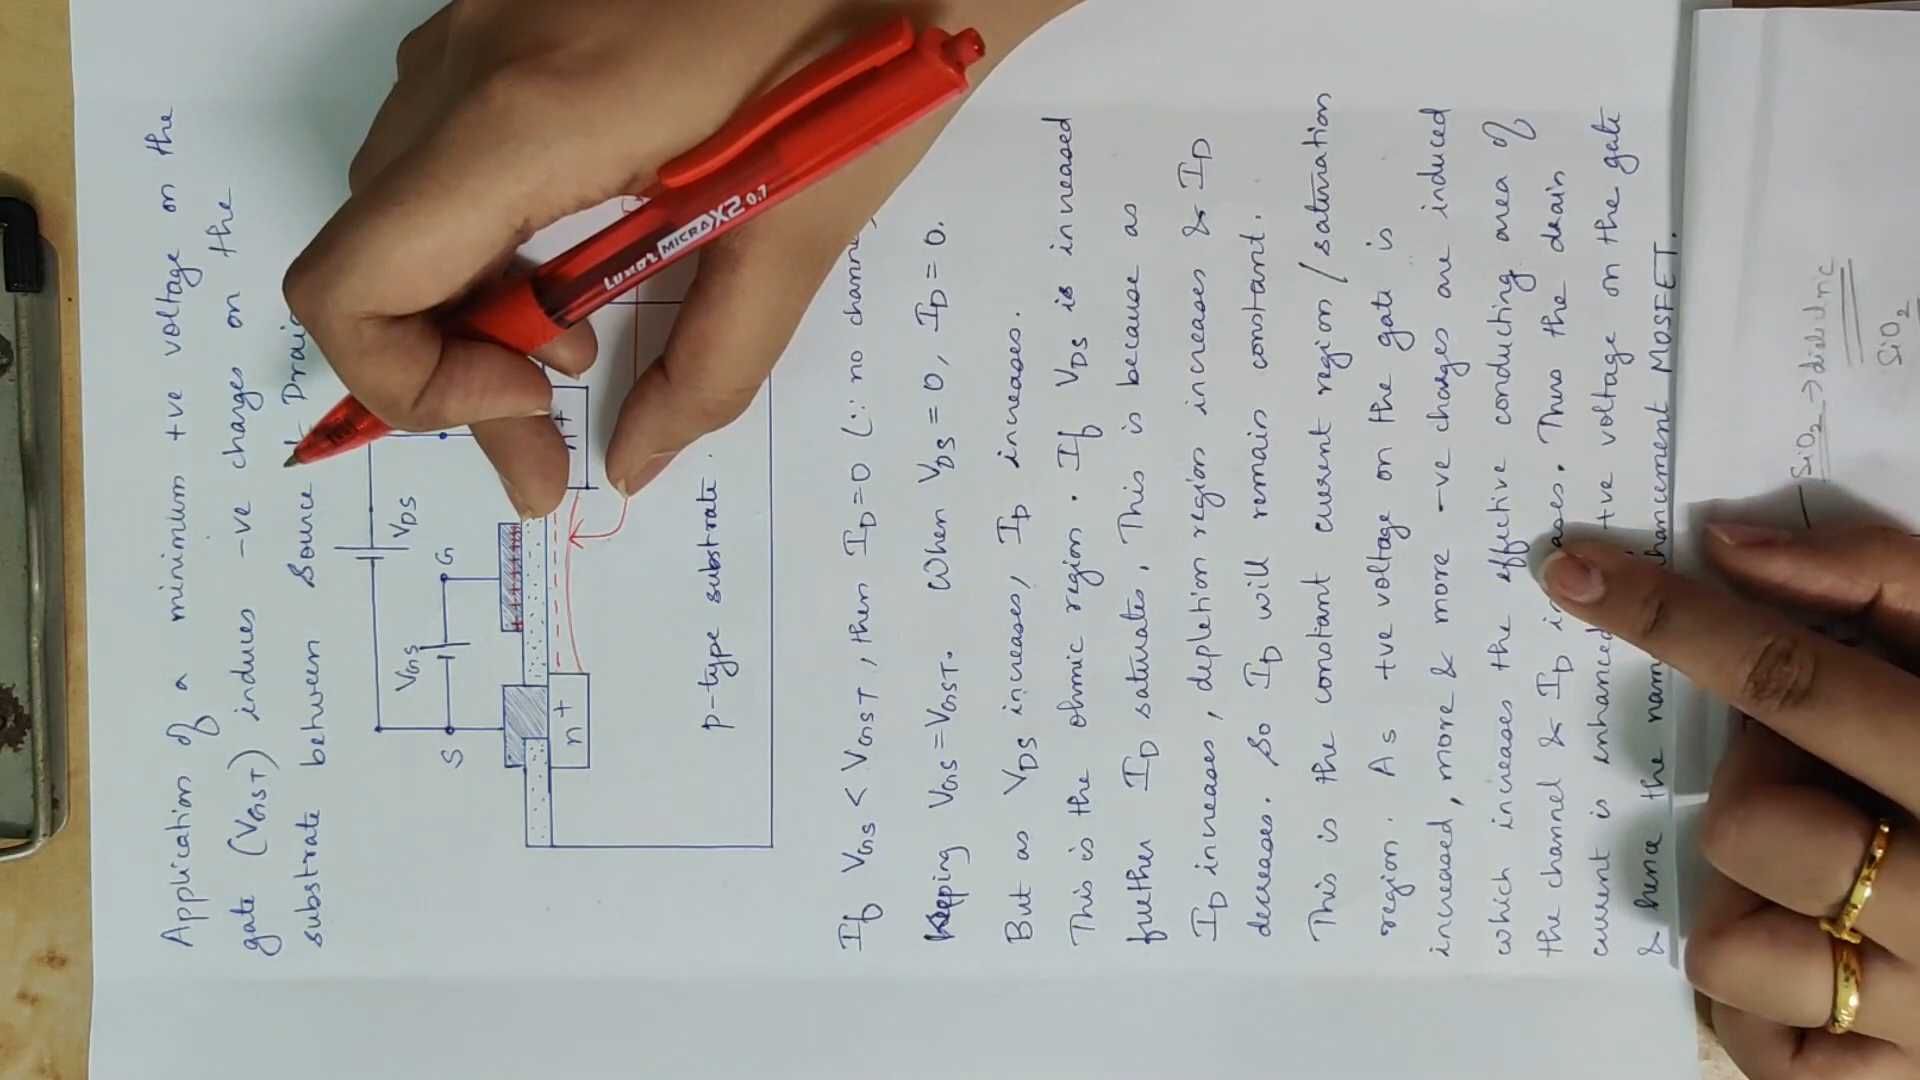 Application of a minimum +ve voltage on the
gate (VGST) induces -ve charges on the
substrate between Source & Drain
VDS
VGS
G
S
n+
n+
p-type substrate.
If VGS < VGST, then ID = 0 (∵ no channel
Keeping VGS = VGST. When VDS = 0, ID = 0.
But as VDS increases, ID increases.
This is the ohmic region. If VDS is increased
further ID saturates. This is because as
ID increases, depletion region increases & ID
decreases. So ID will remain constant.
This is the constant current region / saturation
region. As +ve voltage on the gate is
increased, more & more -ve charges are induced
which increases the effective conducting area of
the channel & ID Thus the drain
current is enhanced +ve voltage on the gate
& hence the name MOSFET.
SiO2 → dielectric
SiO2
Luxor MICRA X2 0.7